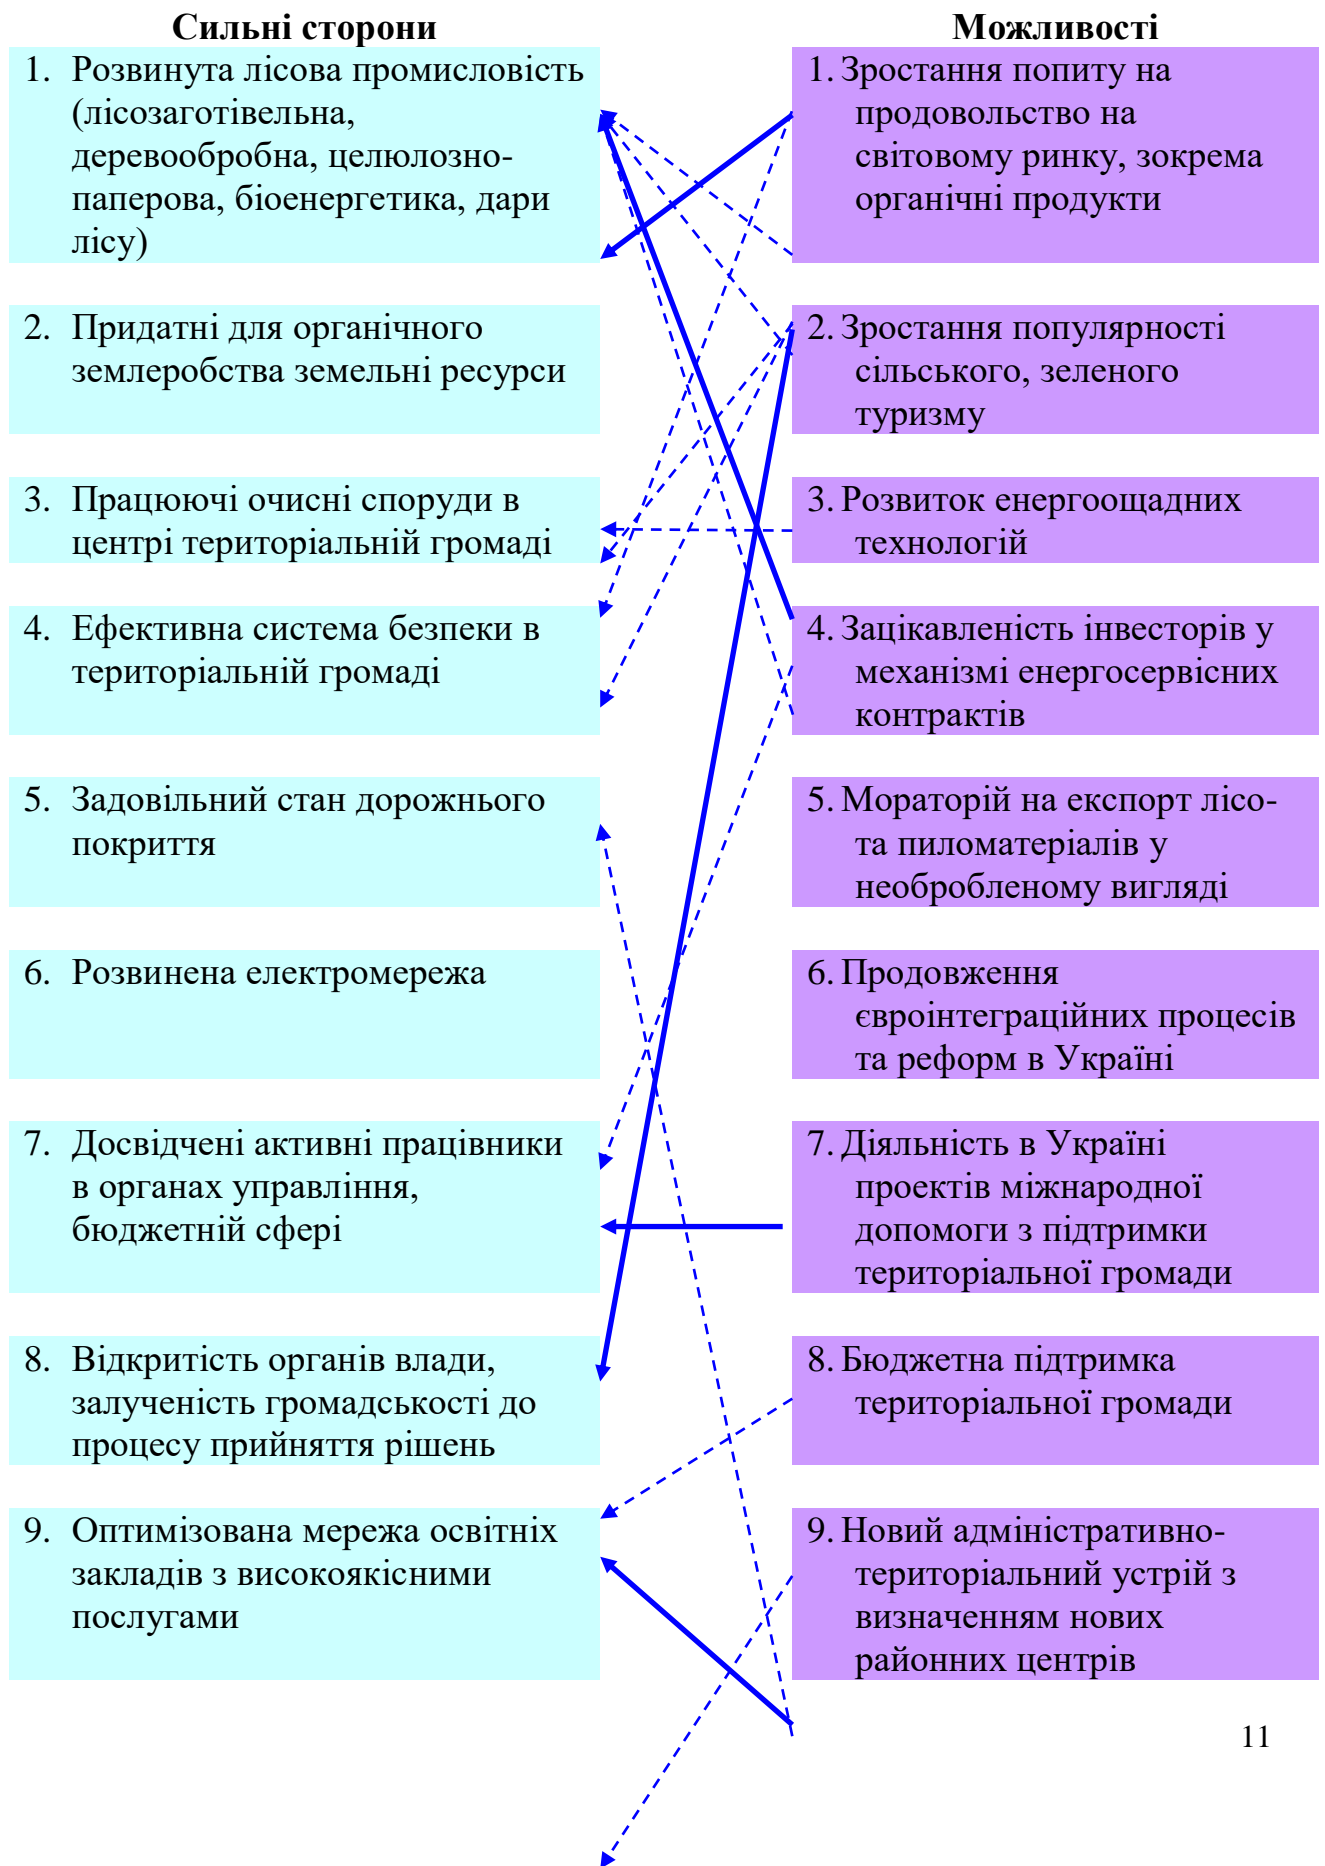 Сильні сторони
1. Розвинута лісова промисловість
(лісозаготівельна,
деревообробна, целюлозно-
паперова, біоенергетика, дари
лісу)
2. Придатні для органічного
землеробства земельні ресурси
3. Працюючі очисні споруди в
центрі територіальній громаді
4. Ефективна система безпеки в
територіальній громаді
5. Задовільний стан дорожнього
покриття
6. Розвинена електромережа
7. Досвідчені активні працівники
в органах управління,
бюджетній сфері
8. Відкритість органів влади,
залученість громадськості до
процесу прийняття рішень
9. Оптимізована мережа освітніх
закладів з високоякісними
послугами
Можливості
1. Зростання попиту на
продовольство на
світовому ринку, зокрема
органічні продукти
2. Зростання популярності
сільського, зеленого
туризму
3. Розвиток енергоощадних
технологій
4. Зацікавленість інвесторів у
механізмі енергосервісних
контрактів
5. Мораторій на експорт лісо-
та пиломатеріалів у
необробленому вигляді
6. Продовження
євроінтеграційних процесів
та реформ в Україні
7. Діяльність в Україні
проектів міжнародної
допомоги з підтримки
територіальної громади
8. Бюджетна підтримка
територіальної громади
9. Новий адміністративно-
територіальний устрій з
визначенням нових
районних центрів
11